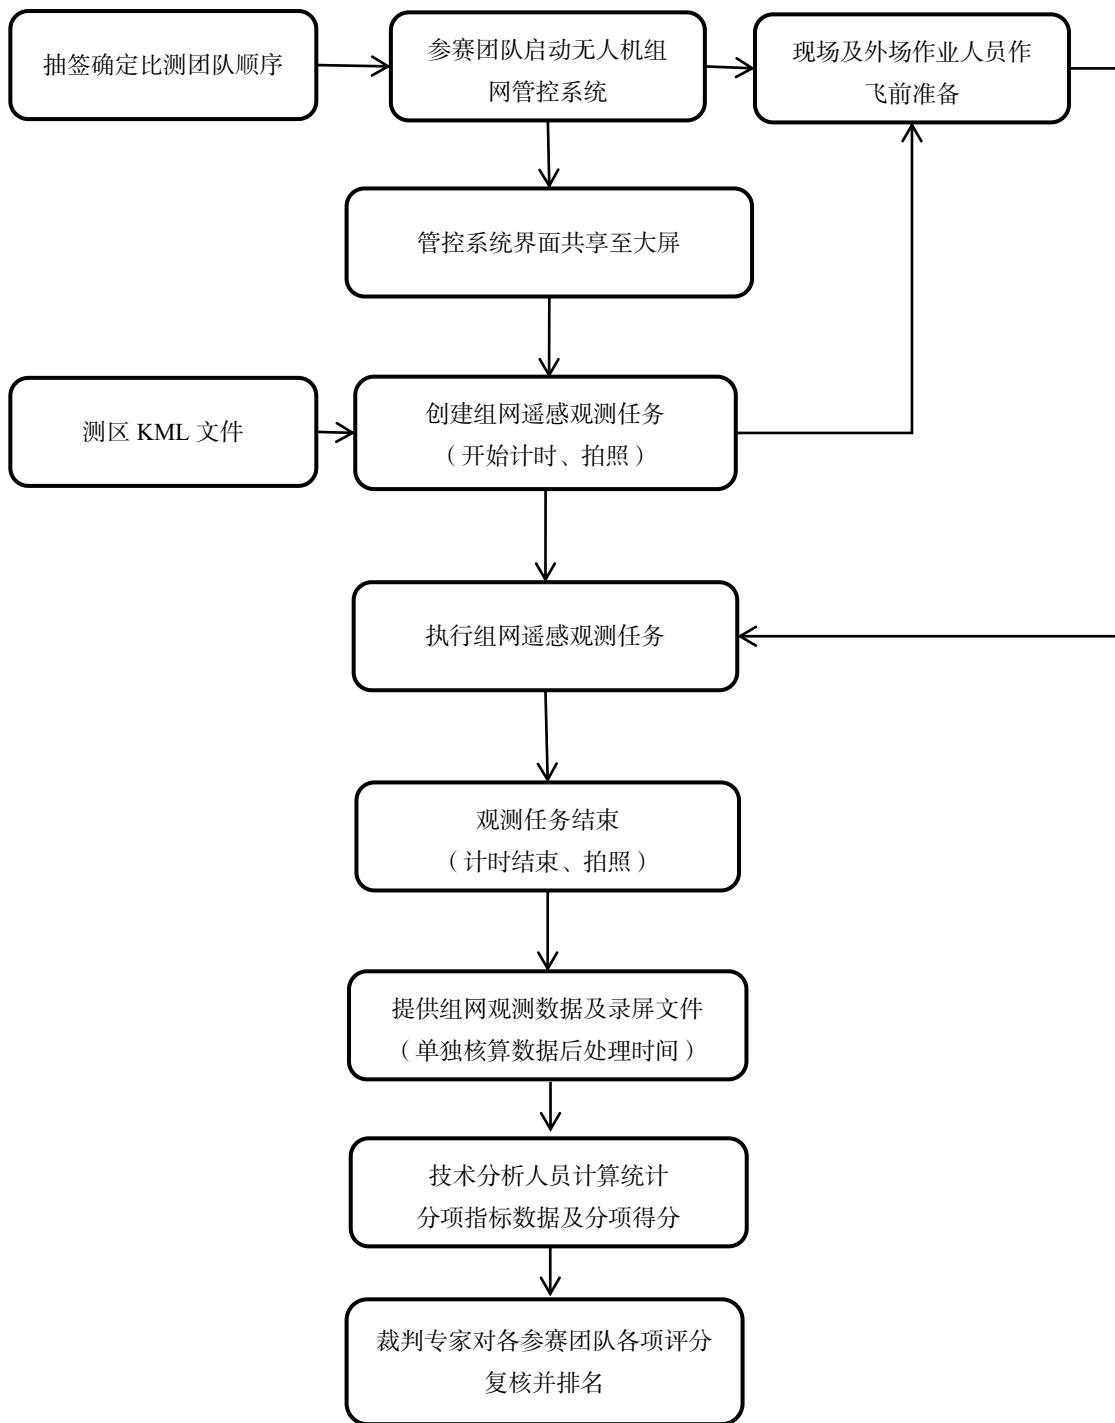 抽签确定比测团队顺序
参赛团队启动无人机组
网管控系统
现场及外场作业人员作
飞前准备
管控系统界面共享至大屏
测区 KML 文件
创建组网遥感观测任务
（开始计时、拍照）
执行组网遥感观测任务
观测任务结束
（计时结束、拍照）
提供组网观测数据及录屏文件
（单独核算数据后处理时间）
技术分析人员计算统计
分项指标数据及分项得分
裁判专家对各参赛团队各项评分
复核并排名